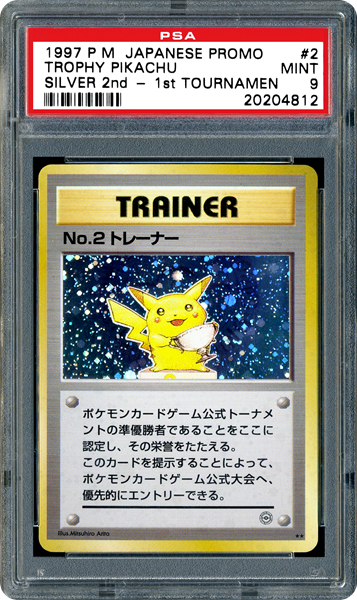 PSA
1997 P M JAPANESE PROMO #2
TROPHY PIKACHU MINT
SILVER 2nd - 1st TOURNAMEN 9
20204812
TRAINER
No.2 トレーナー
ポケモンカードゲーム公式トーナメ
ントの準優勝者であることをここに
認定し、その栄誉をたたえる。
このカードを提示することによって、
ポケモンカードゲーム公式大会へ、
優先的にエントリーできる。
Illus.Mitsuhiro Arita
★★